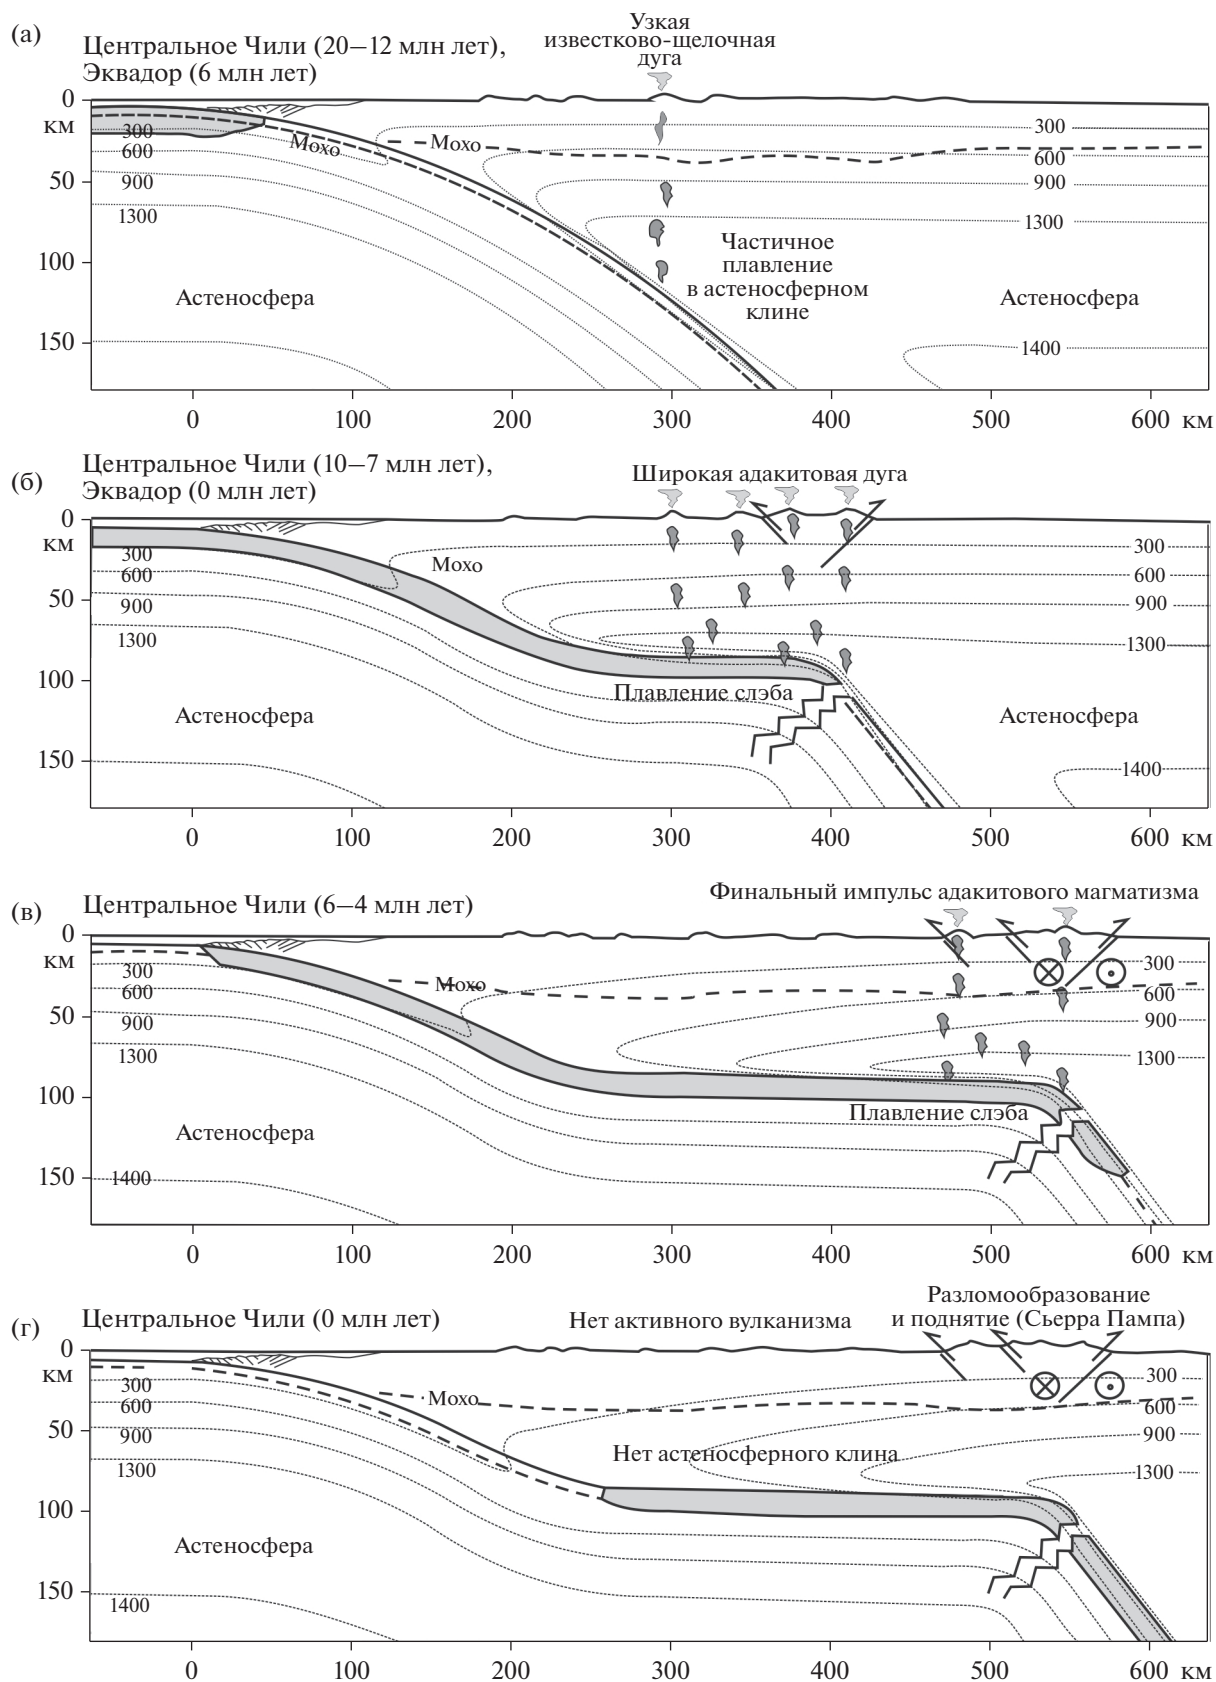 (а)
Центральное Чили (20–12 млн лет),
Эквадор (6 млн лет)
Узкая
известково-щелочная
дуга
0
км
50
100
150
300
600
900
1300
Мохо
Мохо
300
600
900
1300
1400
Частичное
плавление
в астеносферном
клине
Астеносфера
Астеносфера
0
100
200
300
400
500
600
км
(б)
Центральное Чили (10–7 млн лет),
Эквадор (0 млн лет)
Широкая адакитовая дуга
0
км
50
100
150
300
600
900
1300
Мохо
300
600
900
1300
1400
Плавление слэба
Астеносфера
Астеносфера
0
100
200
300
400
500
600
км
(в)
Центральное Чили (6–4 млн лет)
Финальный импульс адакитового магматизма
0
км
50
100
150
300
600
900
1300
1400
Мохо
300
600
900
1300
Плавление слэба
Астеносфера
0
100
200
300
400
500
600
км
(г)
Центральное Чили (0 млн лет)
Нет активного вулканизма
Разломообразование
и поднятие (Сьерра Пампа)
0
км
50
100
150
300
600
900
1300
1400
Мохо
300
600
900
1300
Нет астеносферного клина
Астеносфера
0
100
200
300
400
500
600
км